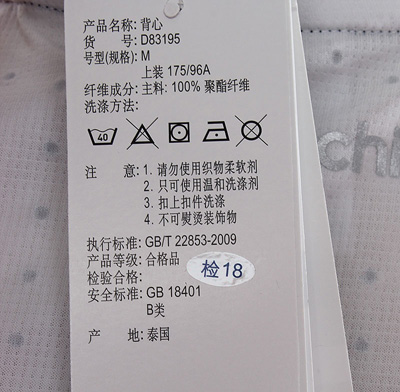 产品名称: 背心
货 号: D83195
号型(规格): M
上装 175/96A
纤维成分: 主料: 100% 聚酯纤维
洗涤方法:
40
注意: 1. 请勿使用织物柔软剂
2. 只可使用温和洗涤剂
3. 扣上扣件洗涤
4. 不可熨烫装饰物
执行标准: GB/T 22853-2009
产品等级: 合格品
检验合格: 检18
安全标准: GB 18401
B类
产 地: 泰国